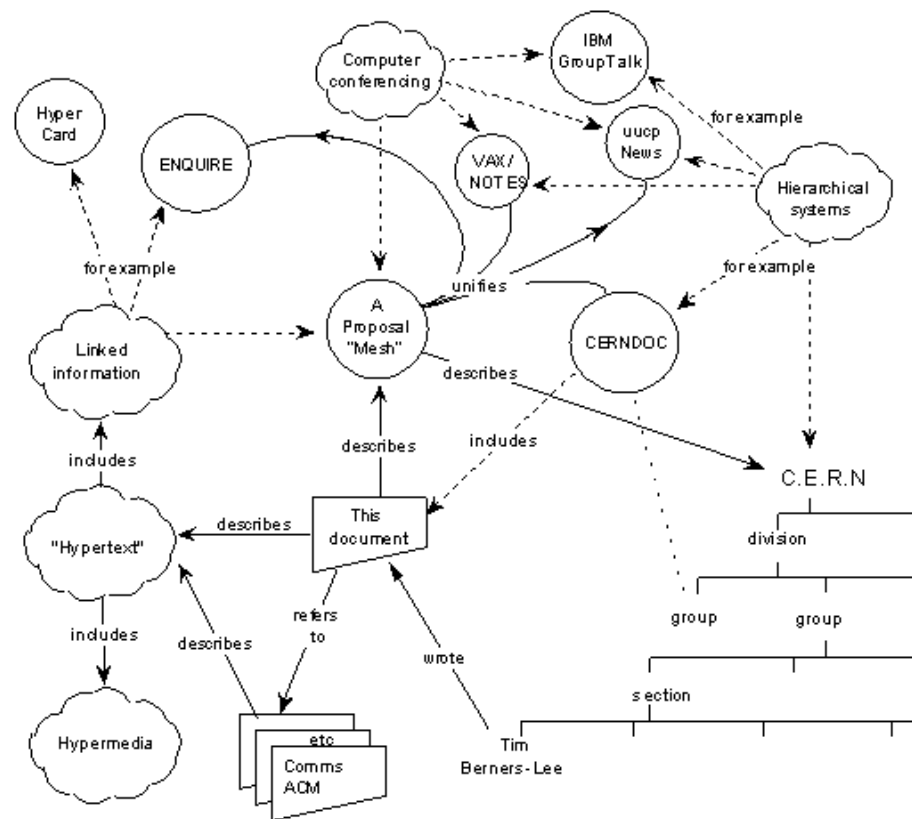 IBM
GroupTalk
Computer
conferencing
Hyper
Card
for example
uucp
News
ENQUIRE
VAX/
NOTES
Hierarchical
systems
for example
for example
unifies
A
Proposal
"Mesh"
CERNDOC
Linked
information
describes
describes
includes
includes
C.E.R.N
This
document
describes
"Hypertext"
division
refers
to
group
group
includes
describes
wrote
section
Hypermedia
etc
Comms
ACM
Tim
Berners-Lee